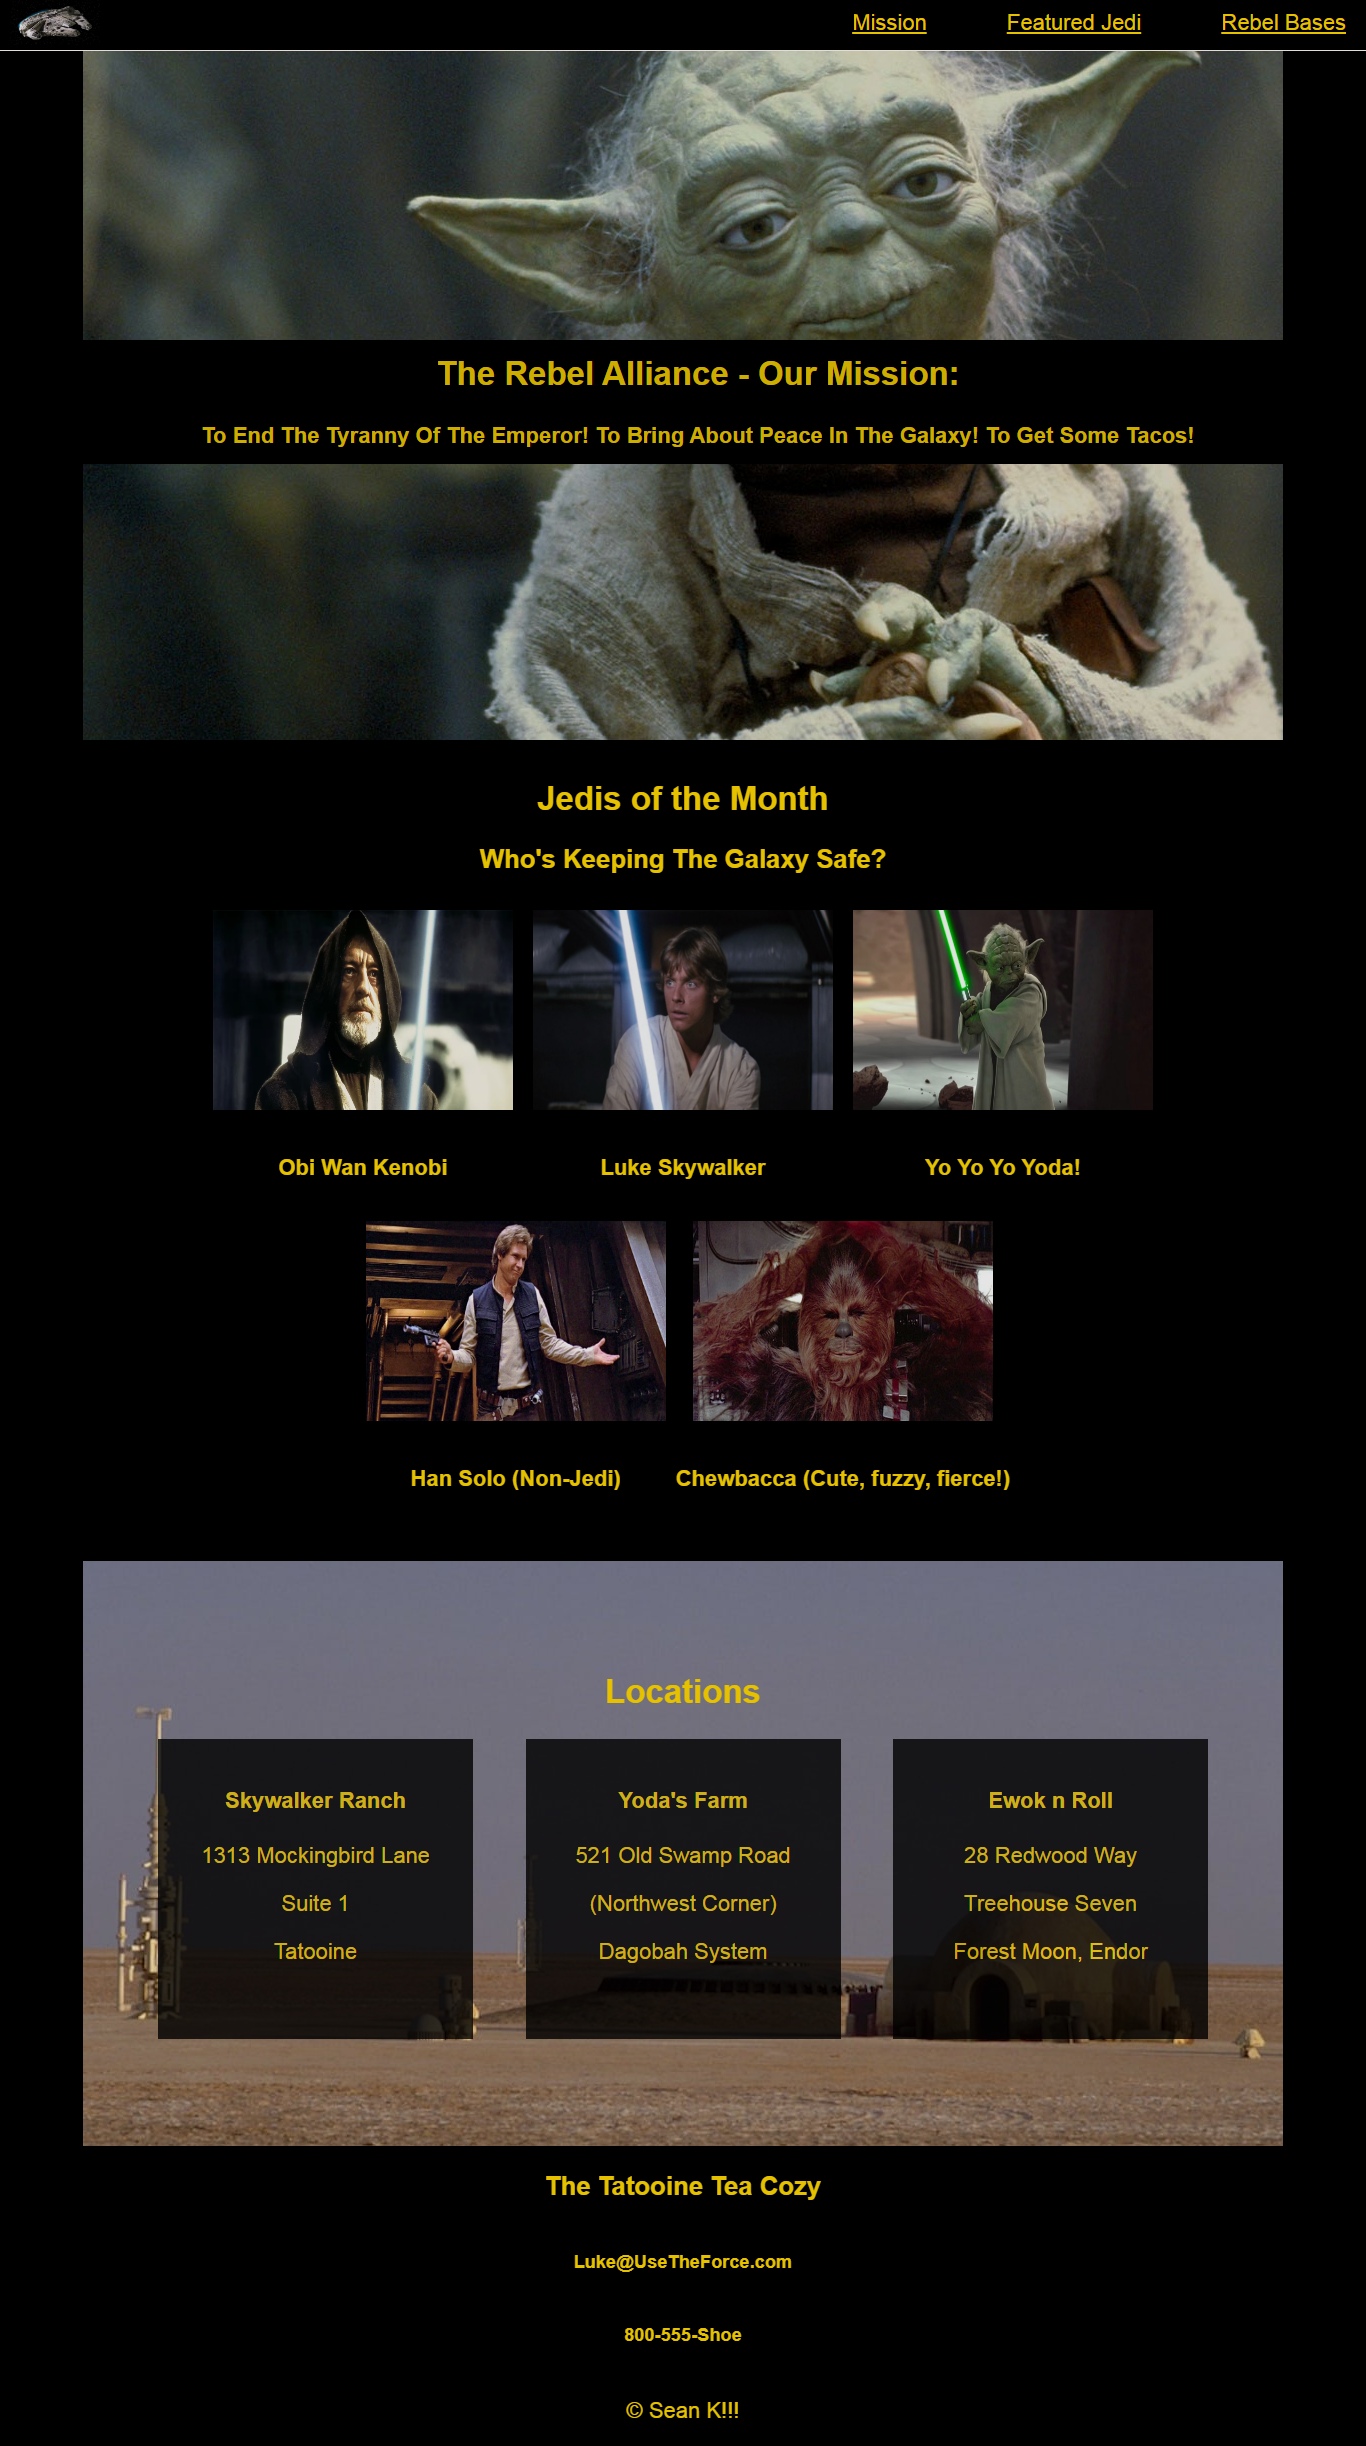 Mission Featured Jedi Rebel Bases
The Rebel Alliance - Our Mission:
To End The Tyranny Of The Emperor! To Bring About Peace In The Galaxy! To Get Some Tacos!
Jedis of the Month
Who's Keeping The Galaxy Safe?
Obi Wan Kenobi
Luke Skywalker
Yo Yo Yo Yoda!
Han Solo (Non-Jedi)
Chewbacca (Cute, fuzzy, fierce!)
Locations
Skywalker Ranch
1313 Mockingbird Lane
Suite 1
Tatooine
Yoda's Farm
521 Old Swamp Road
(Northwest Corner)
Dagobah System
Ewok n Roll
28 Redwood Way
Treehouse Seven
Forest Moon, Endor
The Tatooine Tea Cozy
Luke@UseTheForce.com
800-555-Shoe
© Sean K!!!